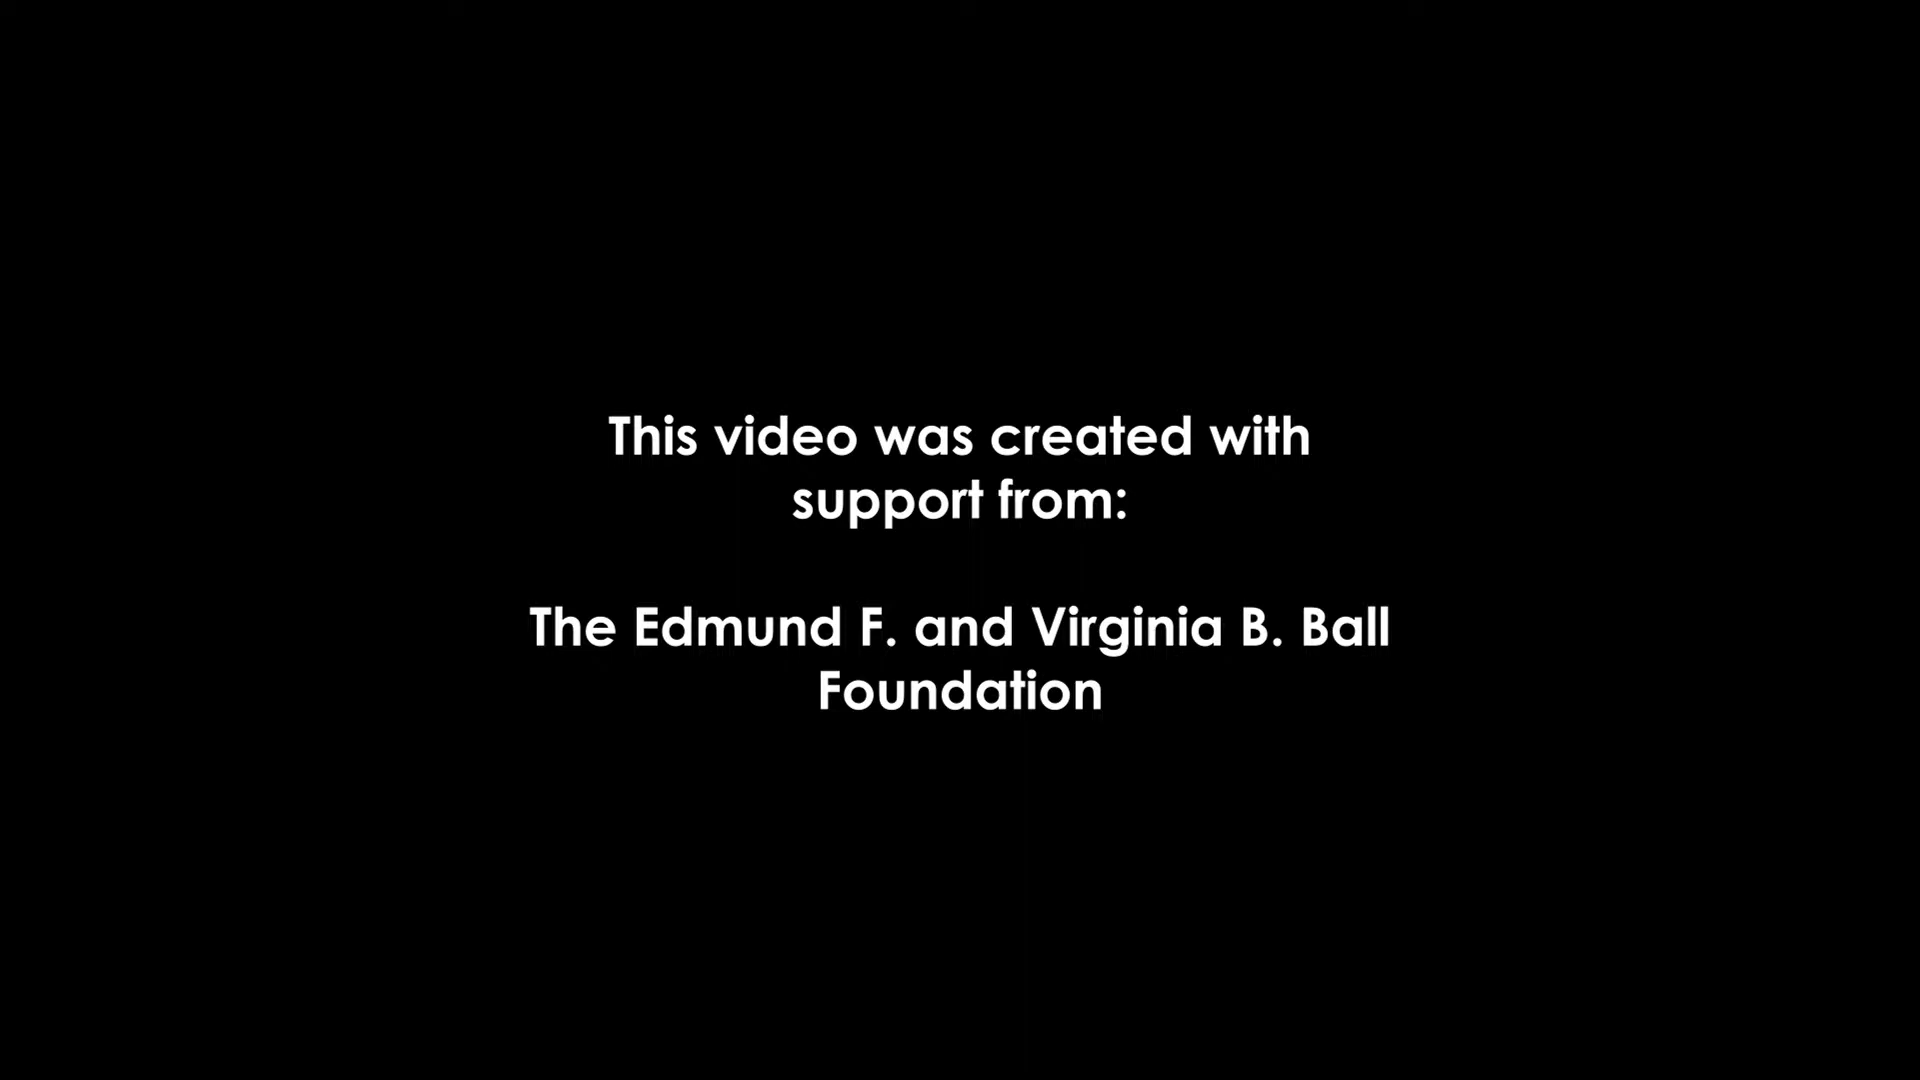 This video was created with
support from:
The Edmund F. and Virginia B. Ball
Foundation